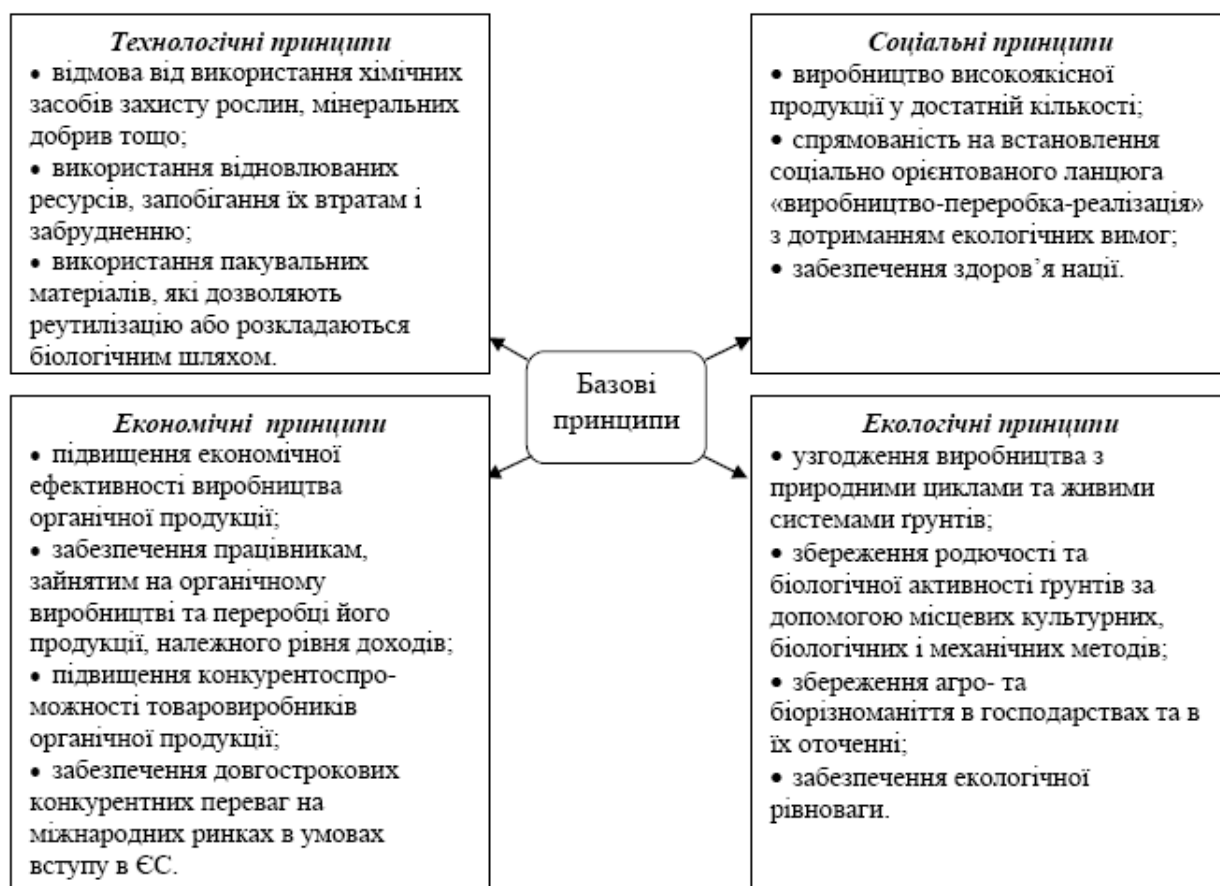 Технологічні принципи
• відмова від використання хімічних
засобів захисту рослин, мінеральних
добрив тощо;
• використання відновлюваних
ресурсів, запобігання їх втратам і
забрудненню;
• використання пакувальних
матеріалів, які дозволяють
реутилізацію або розкладаються
біологічним шляхом.
Соціальні принципи
• виробництво високоякісної
продукції у достатній кількості;
• спрямованість на встановлення
соціально орієнтованого ланцюга
«виробництво-переробка-реалізація»
з дотриманням екологічних вимог;
• забезпечення здоров’я нації.
Базові
принципи
Економічні принципи
• підвищення економічної
ефективності виробництва
органічної продукції;
• забезпечення працівникам,
зайнятим на органічному
виробництві та переробці його
продукції, належного рівня доходів;
• підвищення конкурентоспро-
можності товаровиробників
органічної продукції;
• забезпечення довгострокових
конкурентних переваг на
міжнародних ринках в умовах
вступу в ЄС.
Екологічні принципи
• узгодження виробництва з
природними циклами та живими
системами ґрунтів;
• збереження родючості та
біологічної активності ґрунтів за
допомогою місцевих культурних,
біологічних і механічних методів;
• збереження агро- та
біорізноманіття в господарствах та в
їх оточенні;
• забезпечення екологічної
рівноваги.